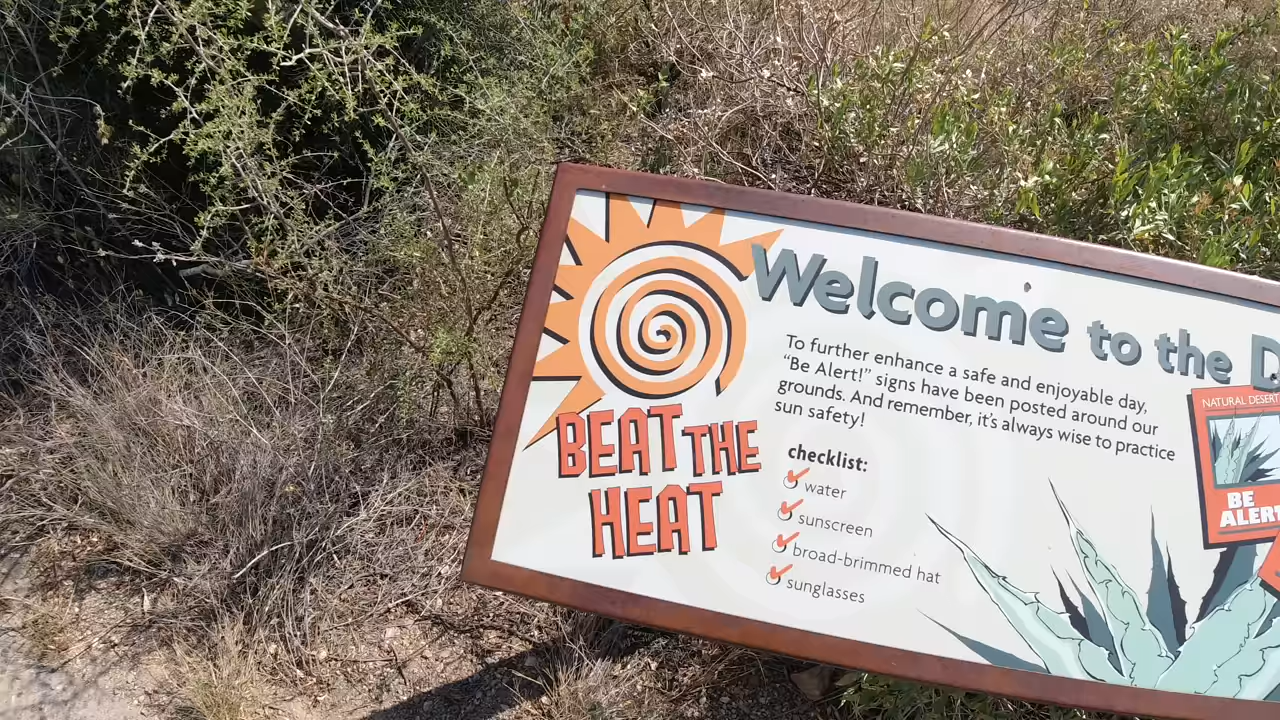 BEAT THE
HEAT
Welcome to the D
To further enhance a safe and enjoyable day,
“Be Alert!” signs have been posted around our
grounds. And remember, it’s always wise to practice
sun safety!
checklist:
water
sunscreen
broad-brimmed hat
sunglasses
NATURAL DESERT
BE
ALERT